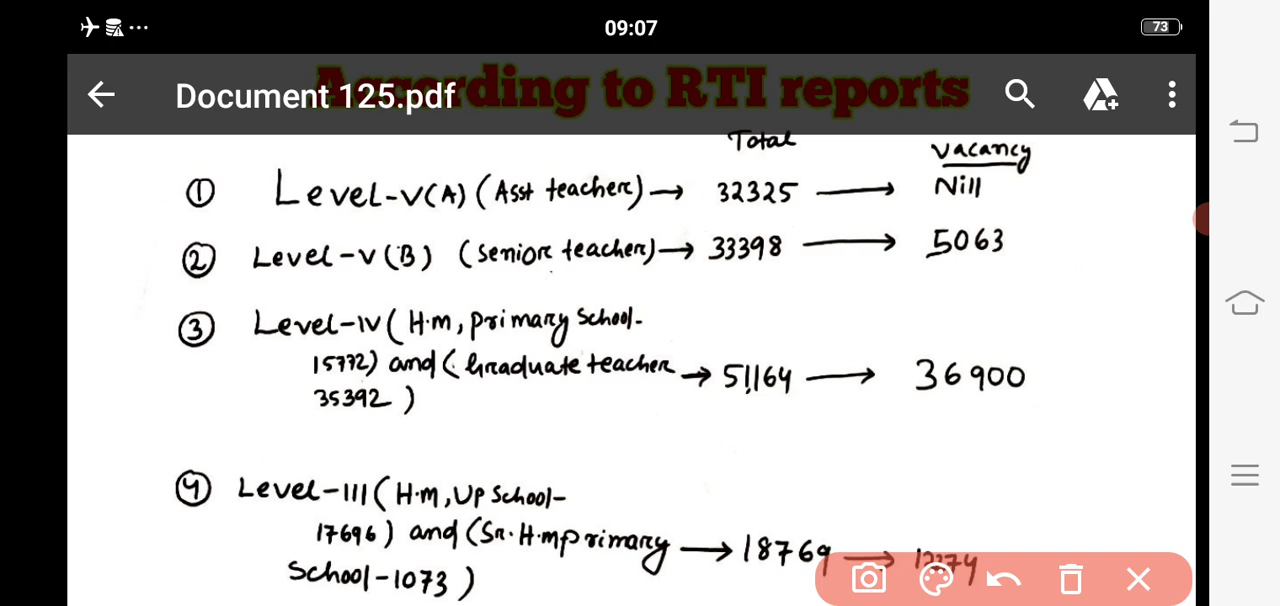 09:07
73
According to RTI reports
Document 125.pdf
Total
Vacancy
① Level-V(A) (Asst teacher) → 32325 → Nill
② Level-V(B) (Senior teacher) → 33398 → 5063
③ Level-IV (H.M, Primary School-
15772) and (Graduate teacher → 51,164 → 36900
35392)
④ Level-III (H.M, UP School-
17696) and (Sr. H.M Primary → 18769 →
School-1073)